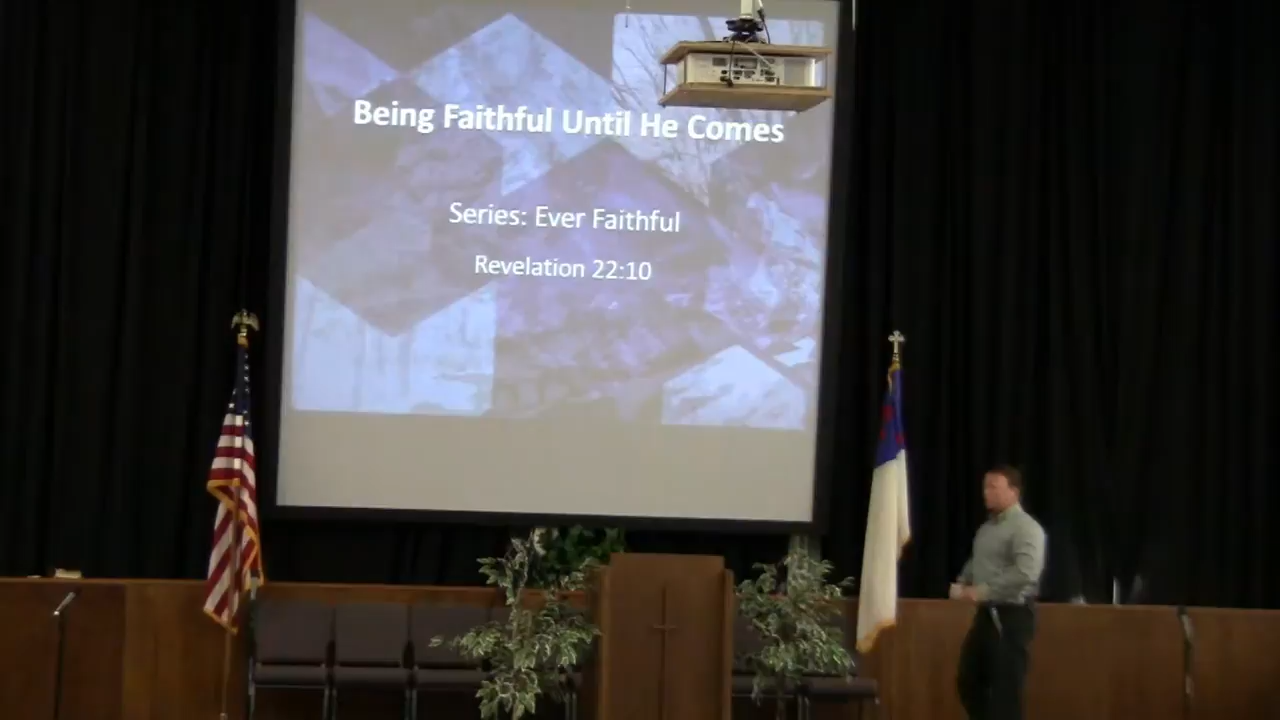 Being Faithful Until He Comes
Series: Ever Faithful
Revelation 22:10